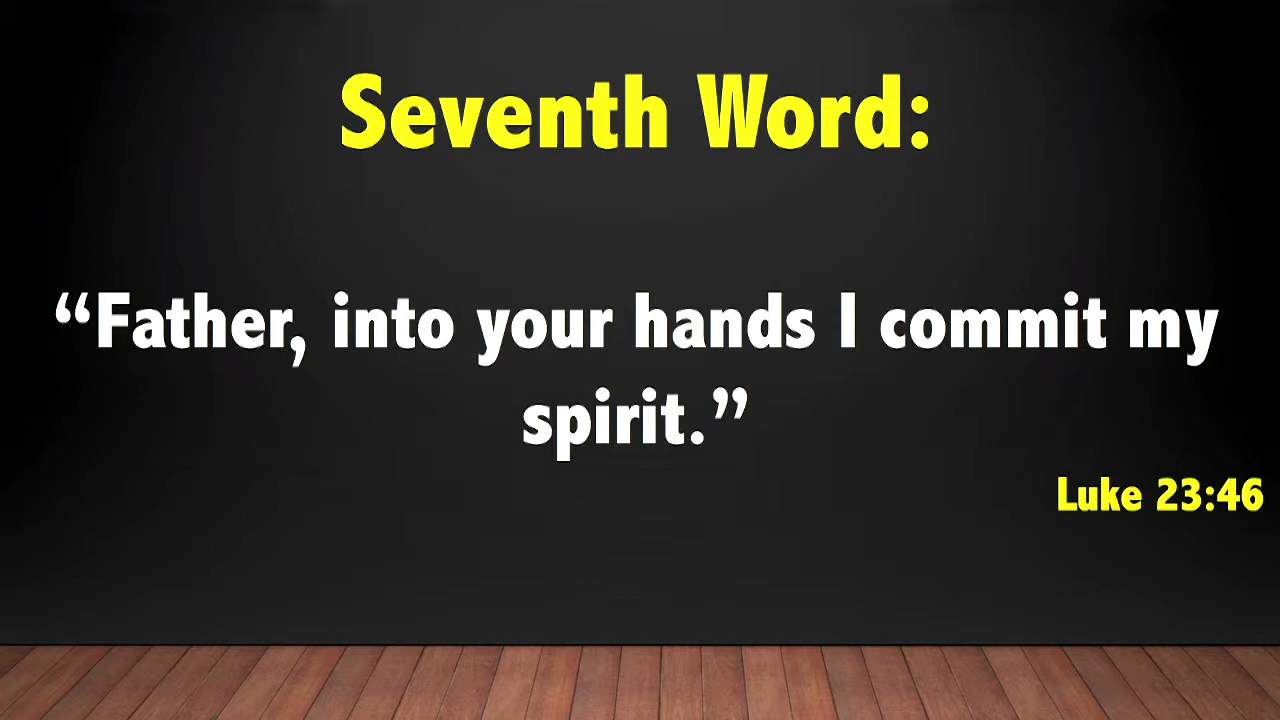 Seventh Word:
“Father, into your hands I commit my
spirit.”
Luke 23:46